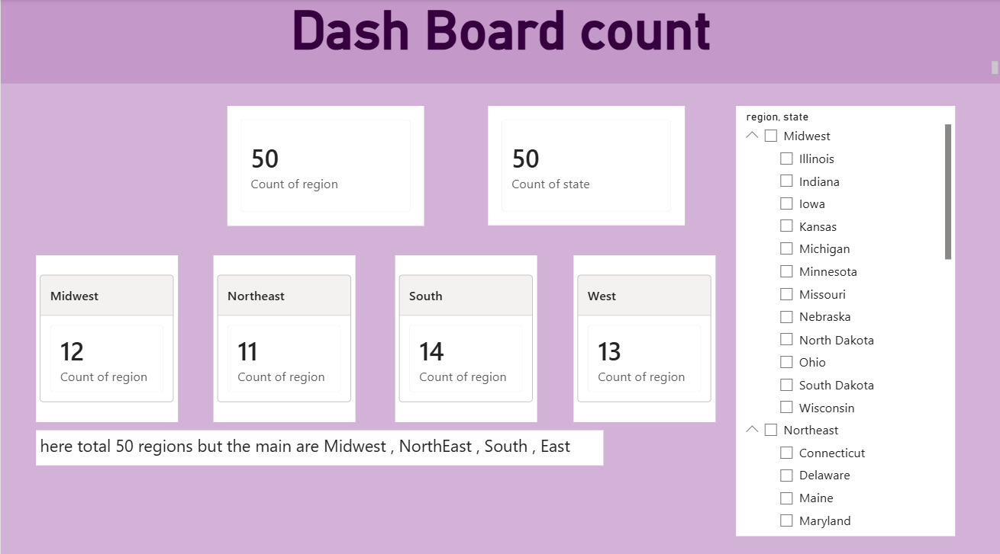 Dash Board count
50
Count of region
50
Count of state
Midwest
12
Count of region
Northeast
11
Count of region
South
14
Count of region
West
13
Count of region
here total 50 regions but the main are Midwest , NorthEast , South , East
region, state
Midwest
Illinois
Indiana
Iowa
Kansas
Michigan
Minnesota
Missouri
Nebraska
North Dakota
Ohio
South Dakota
Wisconsin
Northeast
Connecticut
Delaware
Maine
Maryland